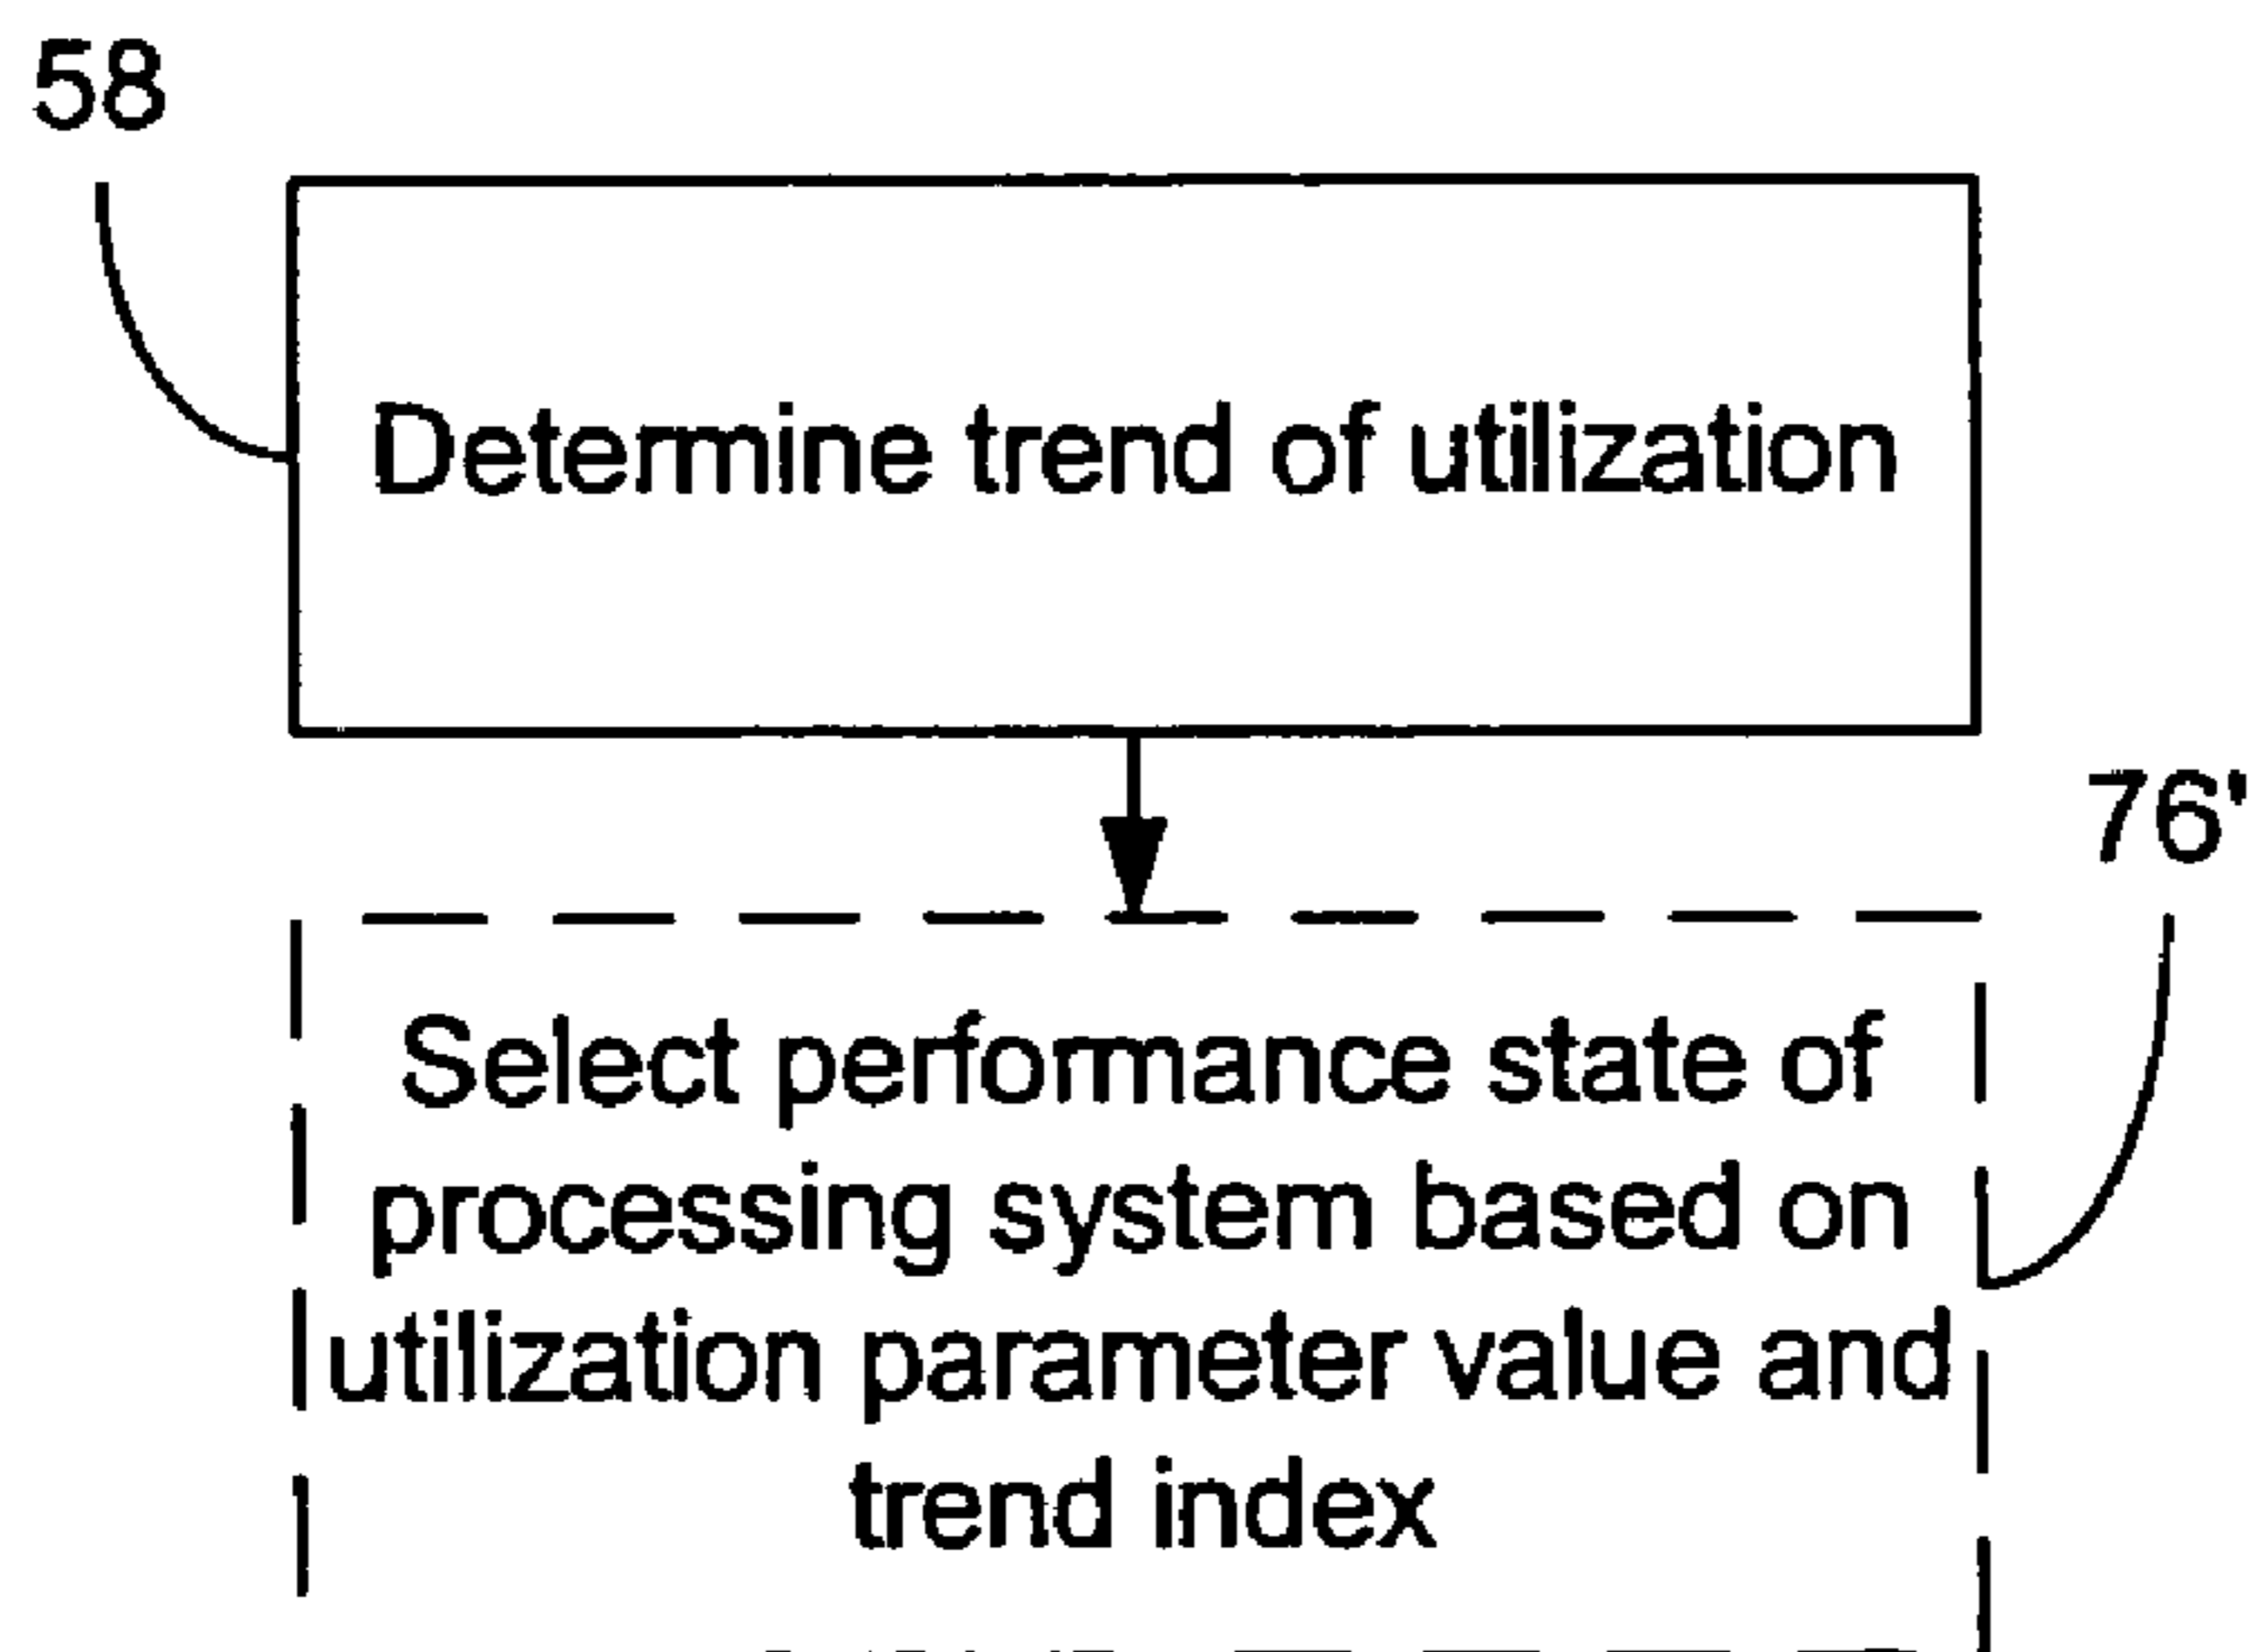 58
Determine trend of utilization
76'
Select performance state of
processing system based on
utilization parameter value and
trend index